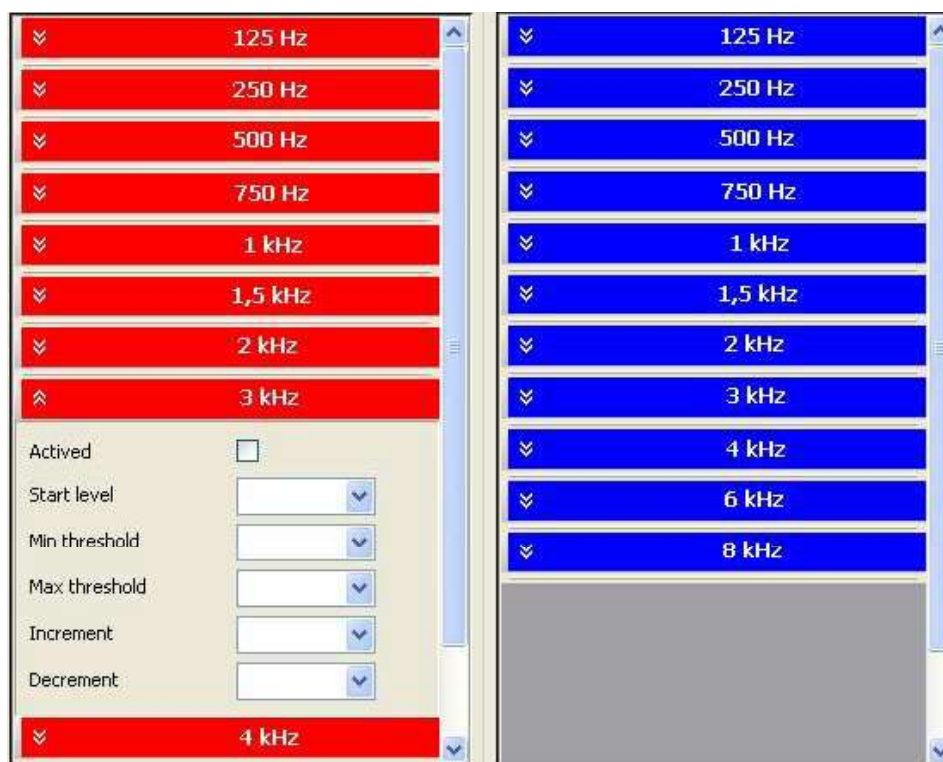 125 Hz
250 Hz
500 Hz
750 Hz
1 kHz
1,5 kHz
2 kHz
3 kHz
Actived
Start level
Min threshold
Max threshold
Increment
Decrement
4 kHz
125 Hz
250 Hz
500 Hz
750 Hz
1 kHz
1,5 kHz
2 kHz
3 kHz
4 kHz
6 kHz
8 kHz